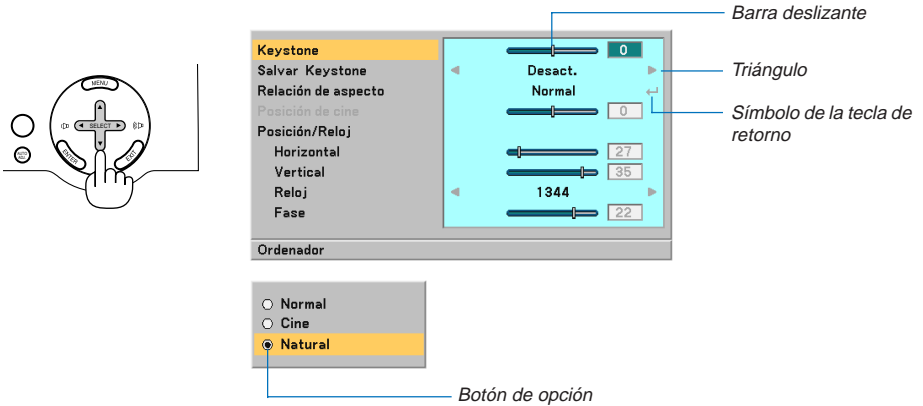 Barra deslizante
Keystone 0
Salvar Keystone Desact.
Triángulo
Relación de aspecto Normal
Posición de cine 0
Símbolo de la tecla de
retorno
Posición/Reloj
Horizontal 27
Vertical 35
Reloj 1344
Fase 22
Ordenador
MENU
SELECT
ENTER
EXIT
AUTO
ADJ.
Normal
Cine
Natural
Botón de opción